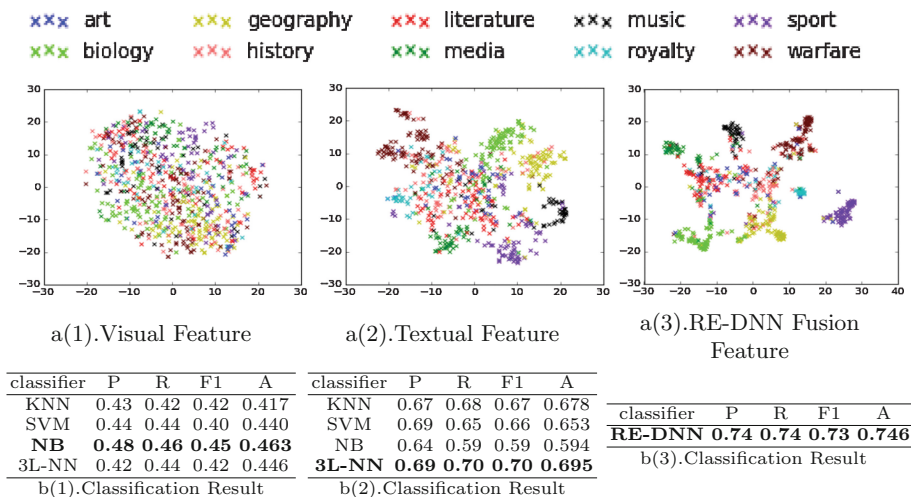 art geography literature music sport
biology history media royalty warfare
30
20
10
0
−10
−20
−30
−30 −20 −10 0 10 20 30
a(1).Visual Feature
30
20
10
0
−10
−20
−30
−30 −20 −10 0 10 20 30
a(2).Textual Feature
30
20
10
0
−10
−20
−30
−30 −20 −10 0 10 20 30 40
a(3).RE-DNN Fusion
Feature
classifier P R F1 A
KNN 0.43 0.42 0.42 0.417
SVM 0.44 0.44 0.40 0.440
NB 0.48 0.46 0.45 0.463
3L-NN 0.42 0.44 0.42 0.446
b(1).Classification Result
classifier P R F1 A
KNN 0.67 0.68 0.67 0.678
SVM 0.69 0.65 0.66 0.653
NB 0.64 0.59 0.59 0.594
3L-NN 0.69 0.70 0.70 0.695
b(2).Classification Result
classifier P R F1 A
RE-DNN 0.74 0.74 0.73 0.746
b(3).Classification Result